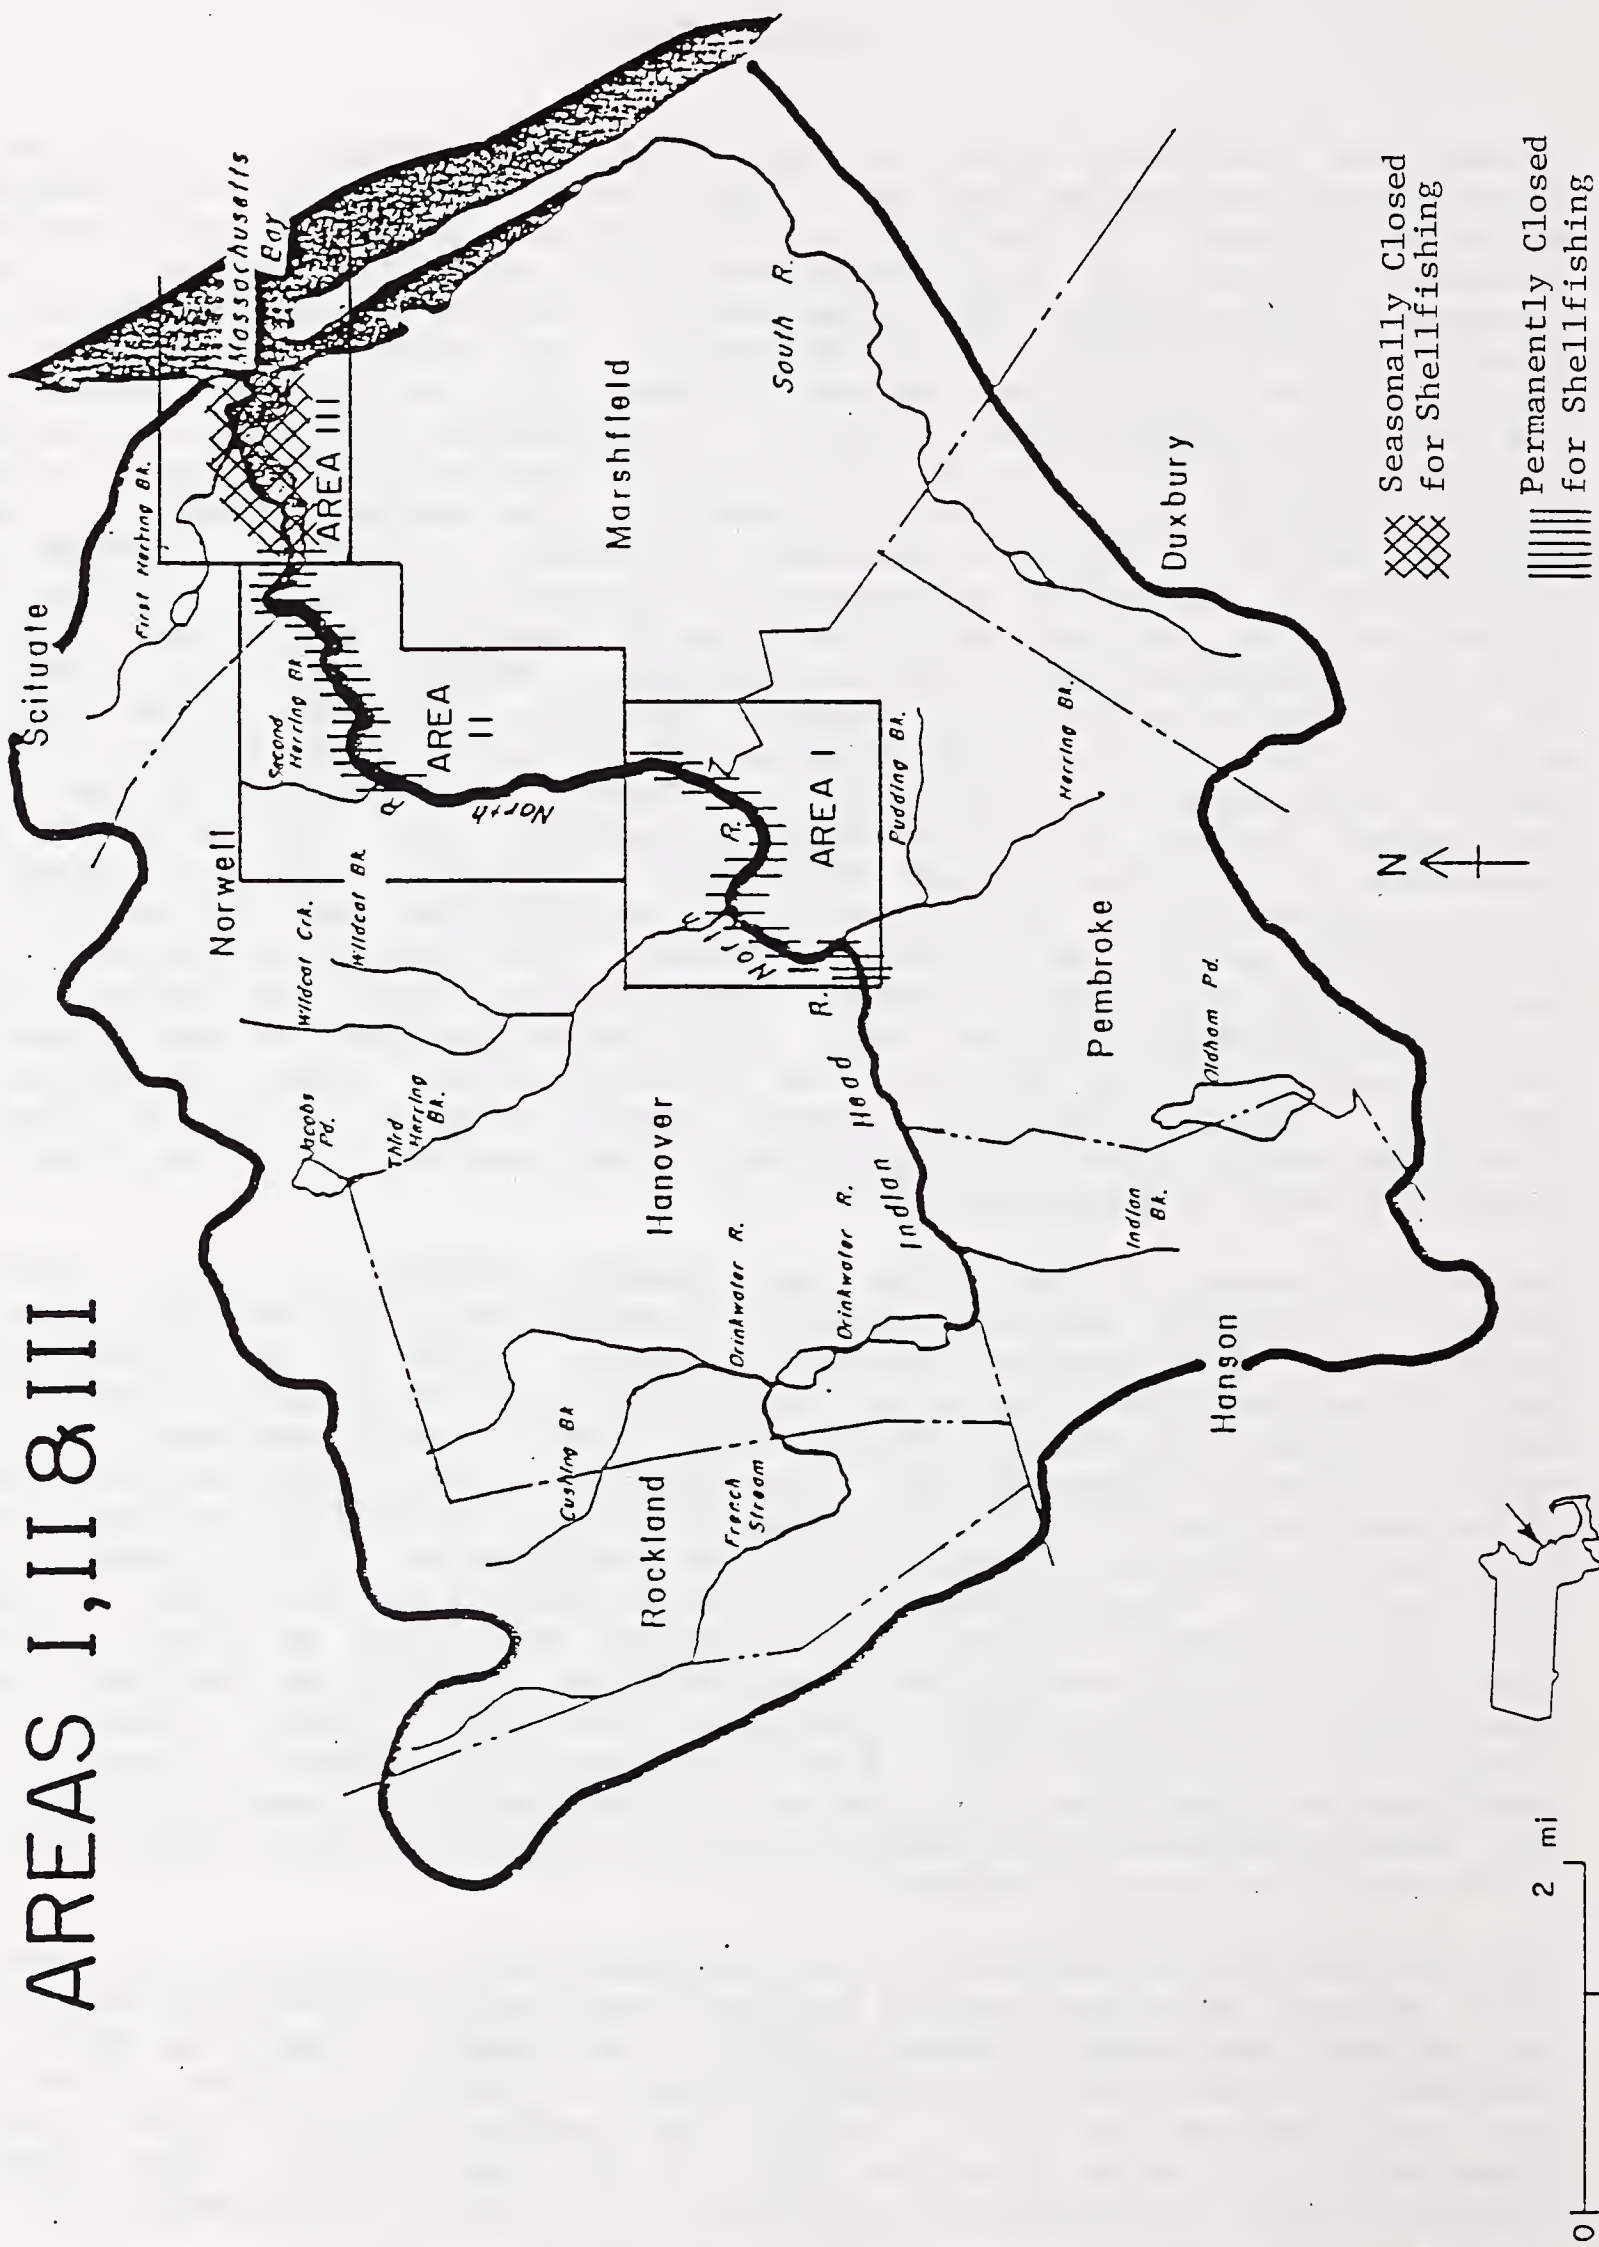 AREAS I,II & III
Scituate
First Herring Bk.
Massachusetts
Bay
AREA III
Second
Herring Bk
AREA
II
North
R.
Norwell
Wildcat Crk.
Wildcat Bk.
Jacobs
Pd.
Third
Herring
Bk.
Marshfield
South R.
Hanover
North R.
AREA I
Pudding Bk.
Herring Bk.
Indian Head R.
Drinkwater R.
Drinkwater R.
Cushing Bk
Rockland
French
Stream
Pembroke
Oldham Pd.
Indian
Bk.
Hanson
Duxbury
N
Seasonally Closed
for Shellfishing
Permanently Closed
for Shellfishing
0
2 mi